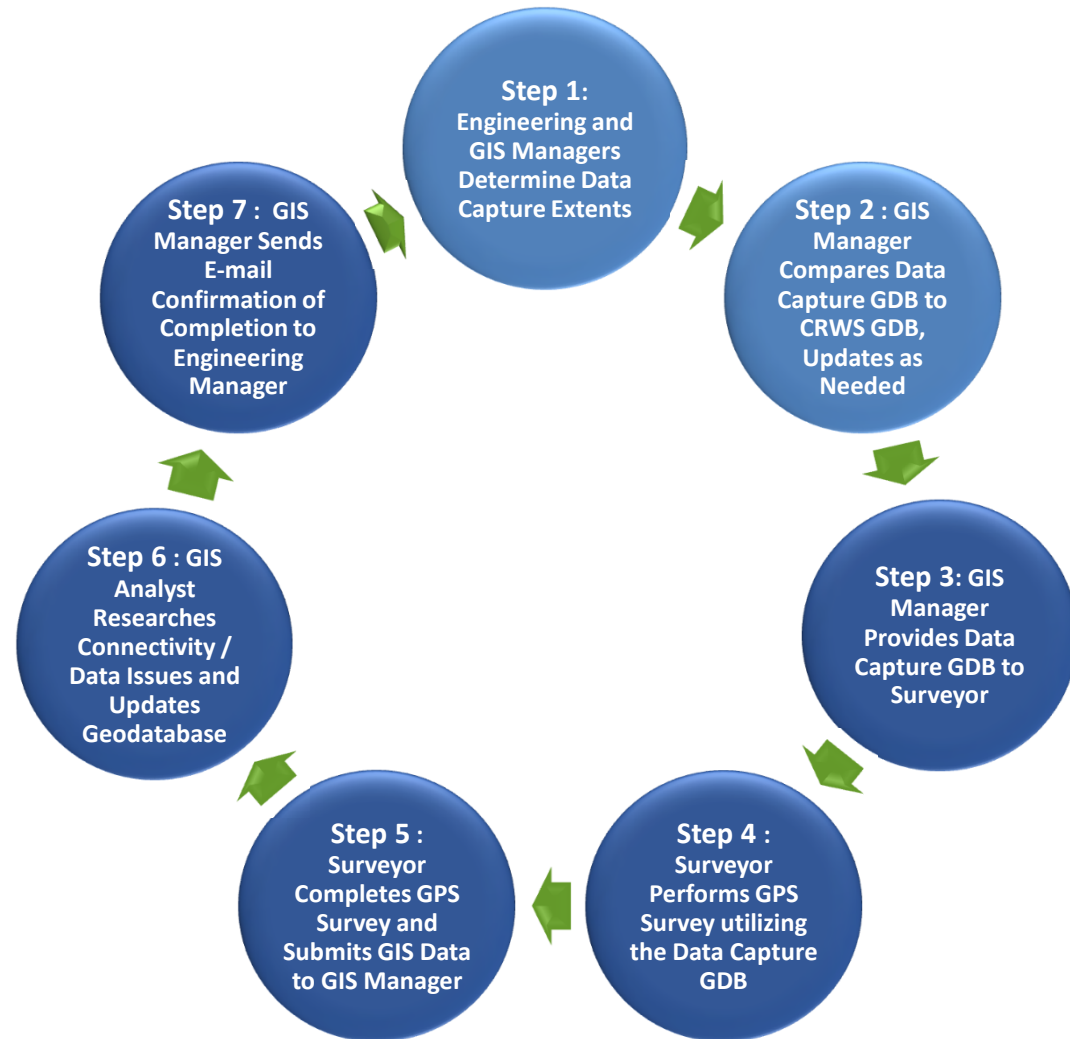 Step 1:
Engineering and
GIS Managers
Determine Data
Capture Extents
Step 2 : GIS
Manager
Compares Data
Capture GDB to
CRWS GDB,
Updates as
Needed
Step 3: GIS
Manager
Provides Data
Capture GDB to
Surveyor
Step 4 :
Surveyor
Performs GPS
Survey utilizing
the Data Capture
GDB
Step 5 :
Surveyor
Completes GPS
Survey and
Submits GIS Data
to GIS Manager
Step 6 : GIS
Analyst
Researches
Connectivity /
Data Issues and
Updates
Geodatabase
Step 7 : GIS
Manager Sends
E-mail
Confirmation of
Completion to
Engineering
Manager